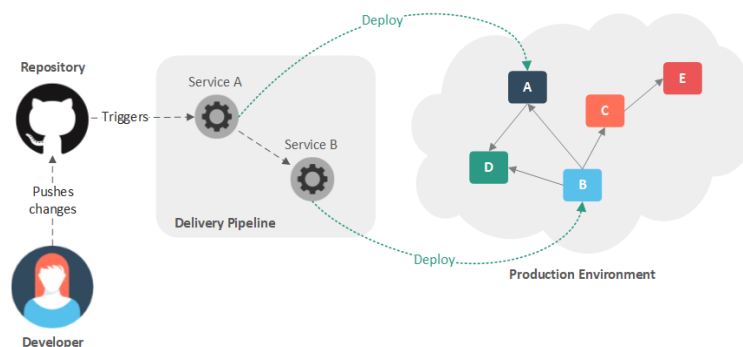 Deploy
Repository
Service A
Triggers
Service B
A
C
E
D
B
Pushes
changes
Delivery Pipeline
Deploy
Production Environment
Developer